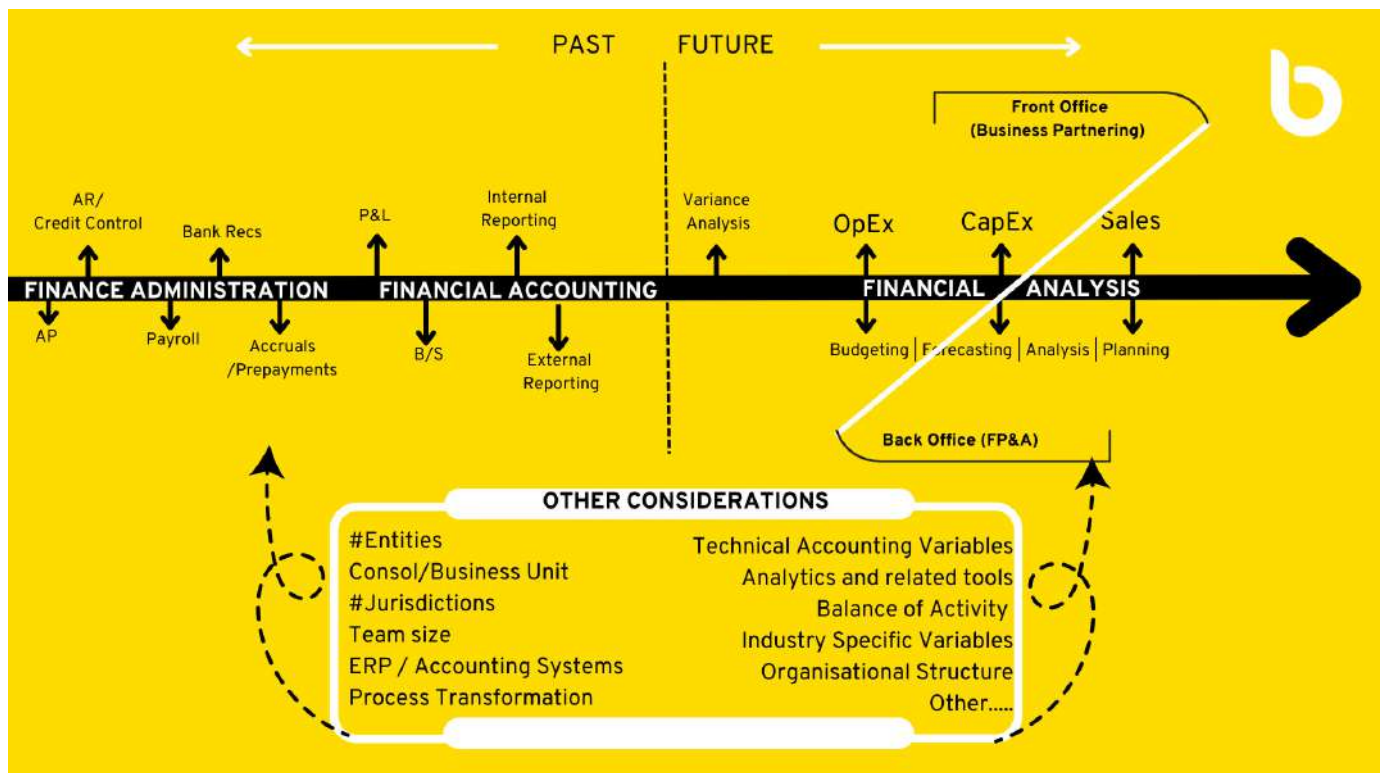 PAST FUTURE
Front Office
(Business Partnering)
AR/
Credit Control
Bank Recs
P&L
Internal
Reporting
Variance
Analysis
OpEx
CapEx
Sales
FINANCE ADMINISTRATION
FINANCIAL ACCOUNTING
FINANCIAL ANALYSIS
AP
Payroll
Accruals
/Prepayments
B/S
External
Reporting
Budgeting | Forecasting | Analysis | Planning
Back Office (FP&A)
OTHER CONSIDERATIONS
#Entities
Consol/Business Unit
#Jurisdictions
Team size
ERP / Accounting Systems
Process Transformation
Technical Accounting Variables
Analytics and related tools
Balance of Activity
Industry Specific Variables
Organisational Structure
Other.....
b